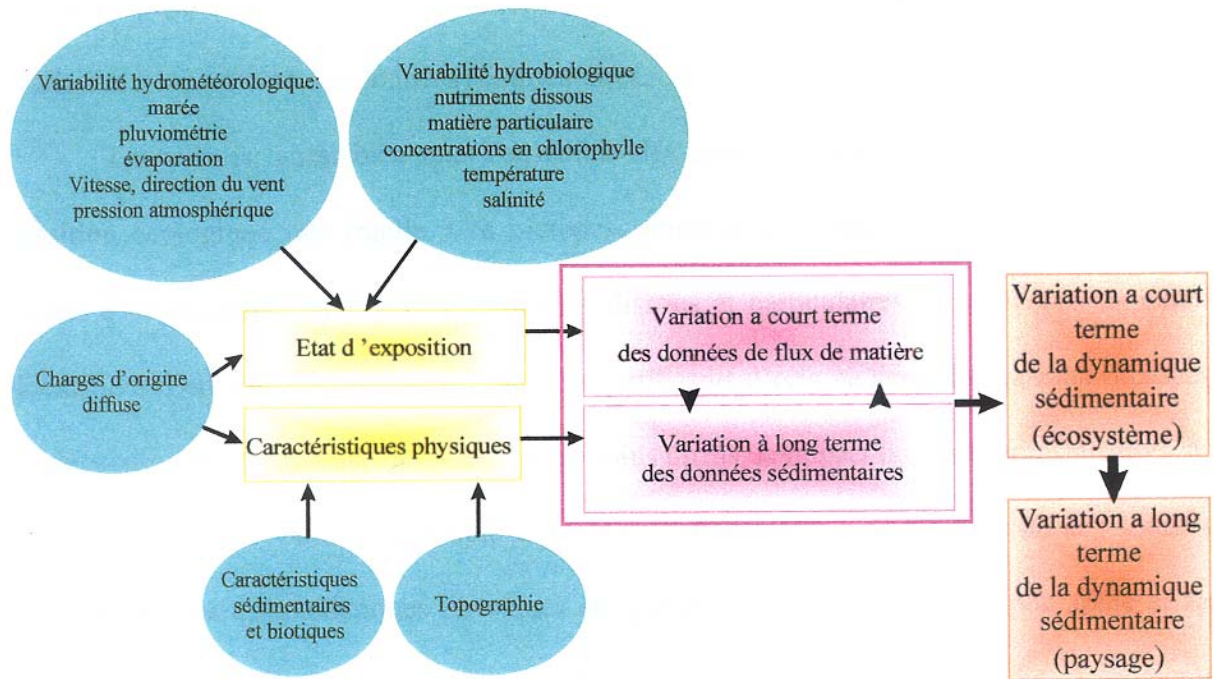 Variabilité hydrométéorologique:
marée
pluviométrie
évaporation
Vitesse, direction du vent
pression atmosphérique
Variabilité hydrobiologique
nutriments dissous
matière particulaire
concentrations en chlorophylle
température
salinité
Charges d'origine
diffuse
Etat d 'exposition
Caractéristiques physiques
Caractéristiques
sédimentaires
et biotiques
Topographie
Variation a court terme
des données de flux de matière
Variation à long terme
des données sédimentaires
Variation a court
terme
de la dynamique
sédimentaire
(écosystème)
Variation a long
terme
de la dynamique
sédimentaire
(paysage)